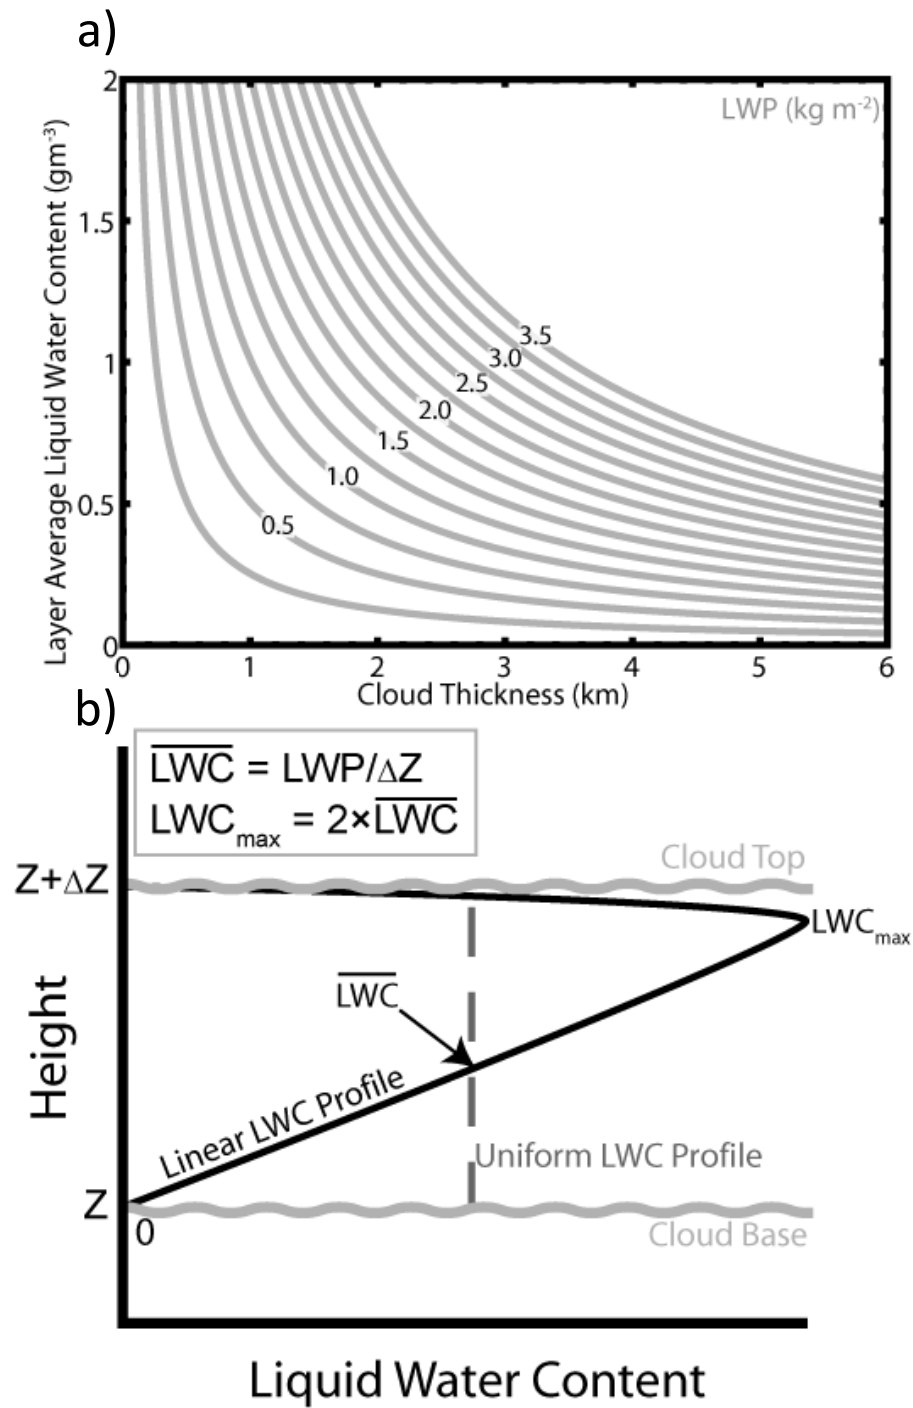 a)
2
LWP (kg m⁻²)
1.5
1
0.5
0
Layer Average Liquid Water Content (gm⁻³)
3.5
3.0
2.5
2.0
1.5
1.0
0.5
0 1 2 3 4 5 6
Cloud Thickness (km)
b)
L̅W̅C̅ = LWP/ΔZ
LWCmax = 2×L̅W̅C̅
Cloud Top
Z+ΔZ
LWCmax
L̅W̅C̅
Height
Linear LWC Profile
Uniform LWC Profile
Z
0
Cloud Base
Liquid Water Content